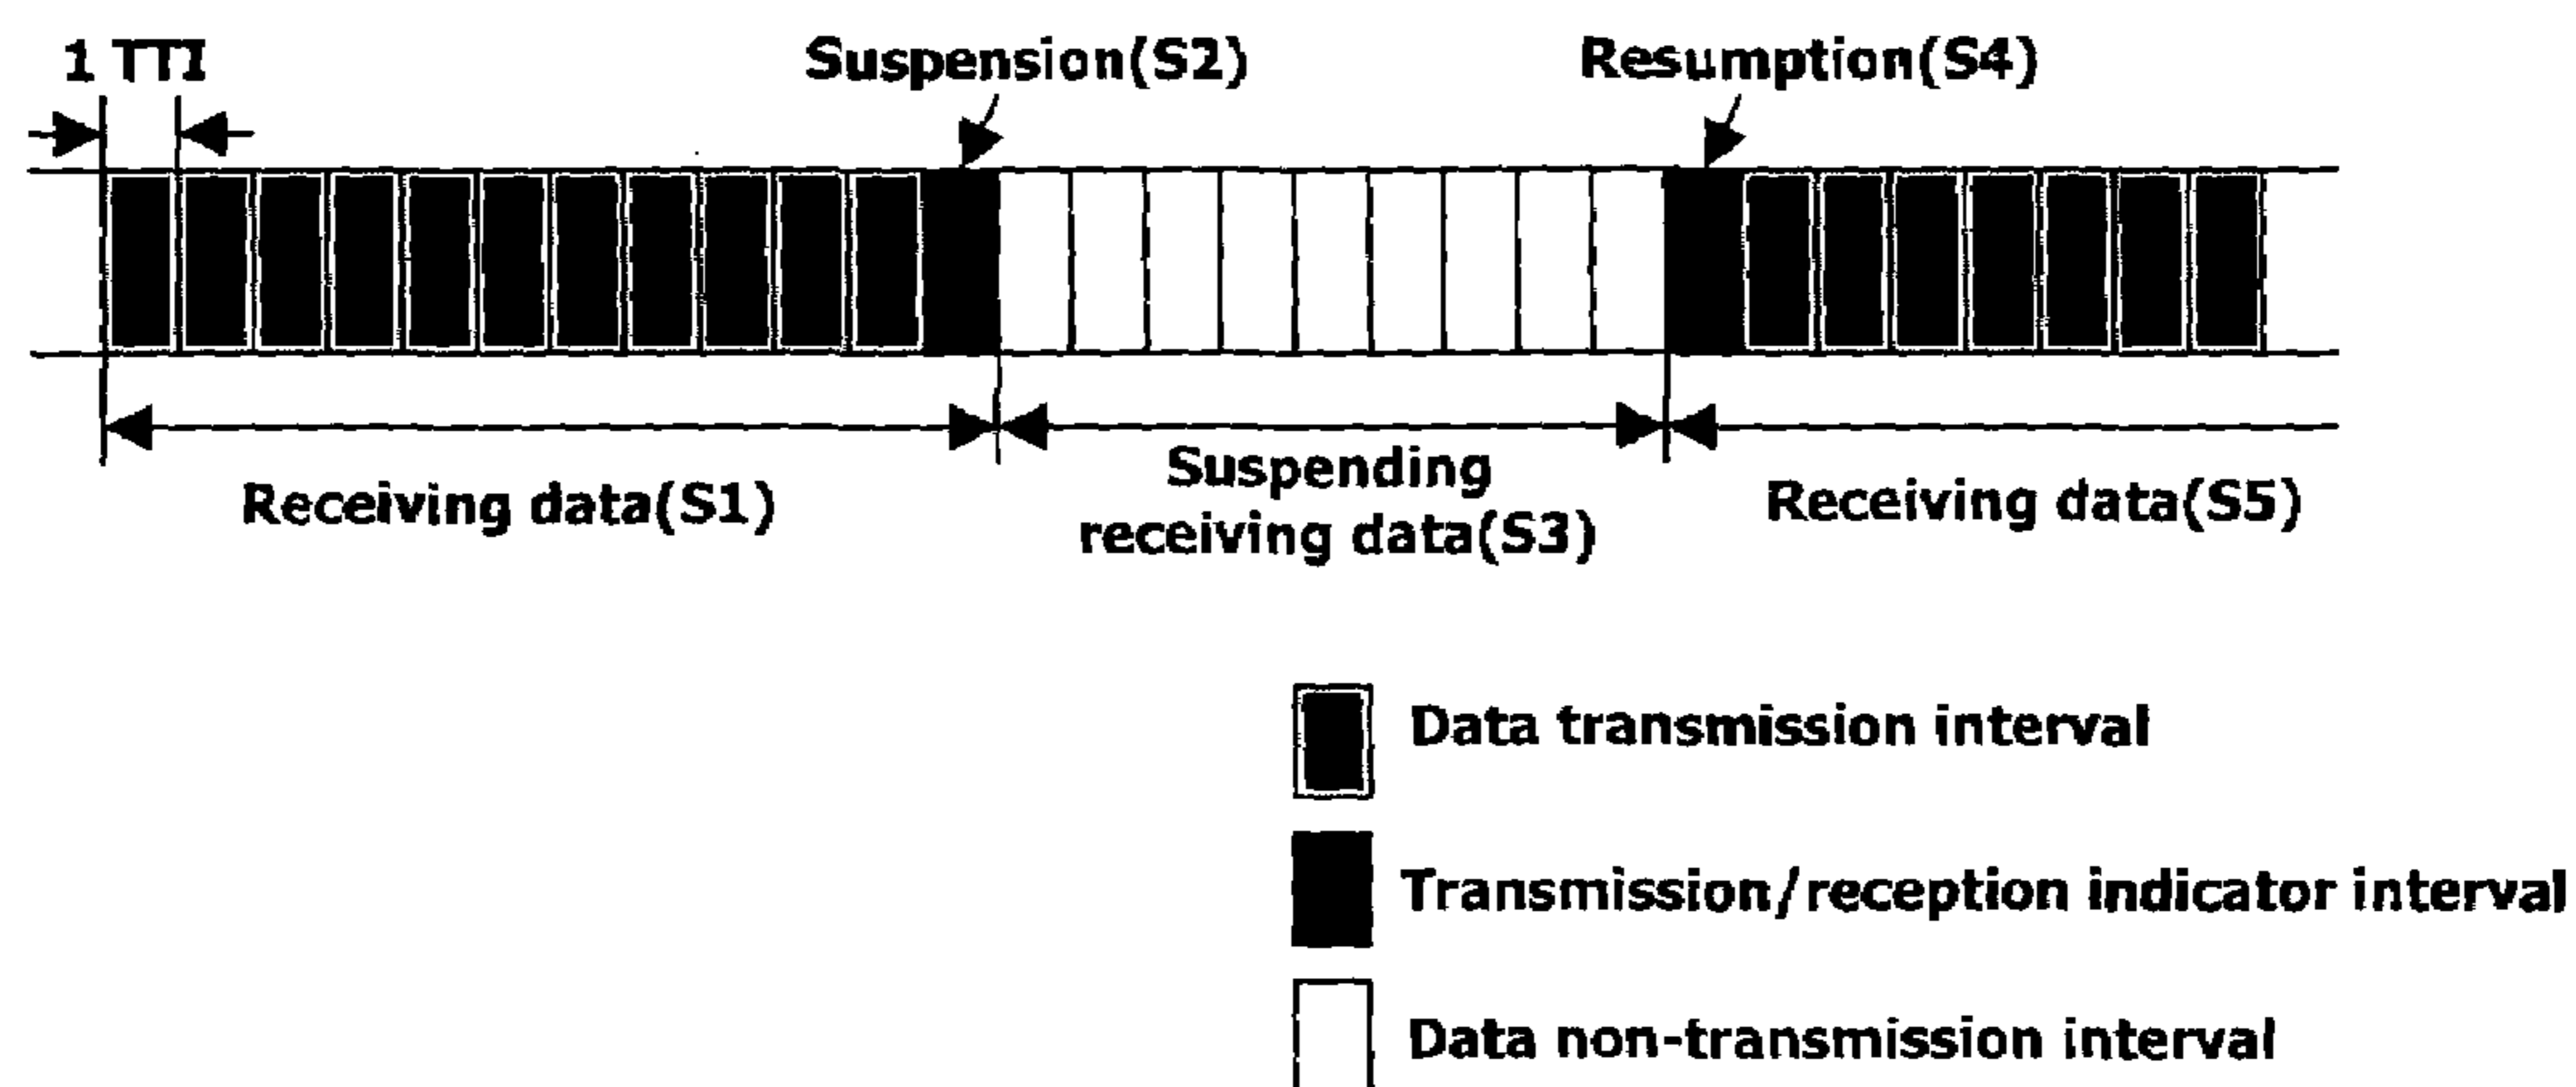 1 TTI
Suspension(S2)
Resumption(S4)
Receiving data(S1)
Suspending
receiving data(S3)
Receiving data(S5)
Data transmission interval
Transmission/reception indicator interval
Data non-transmission interval